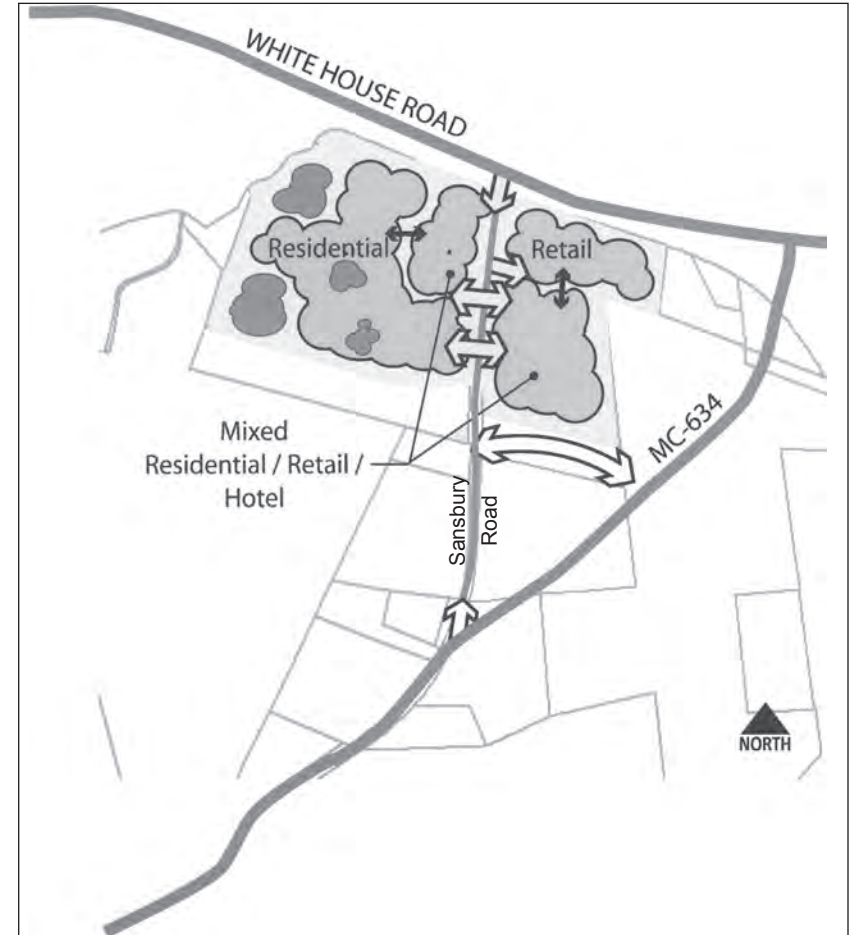 WHITE HOUSE ROAD
Residential
Retail
Mixed
Residential / Retail /
Hotel
MC-634
Sansbury
Road
NORTH